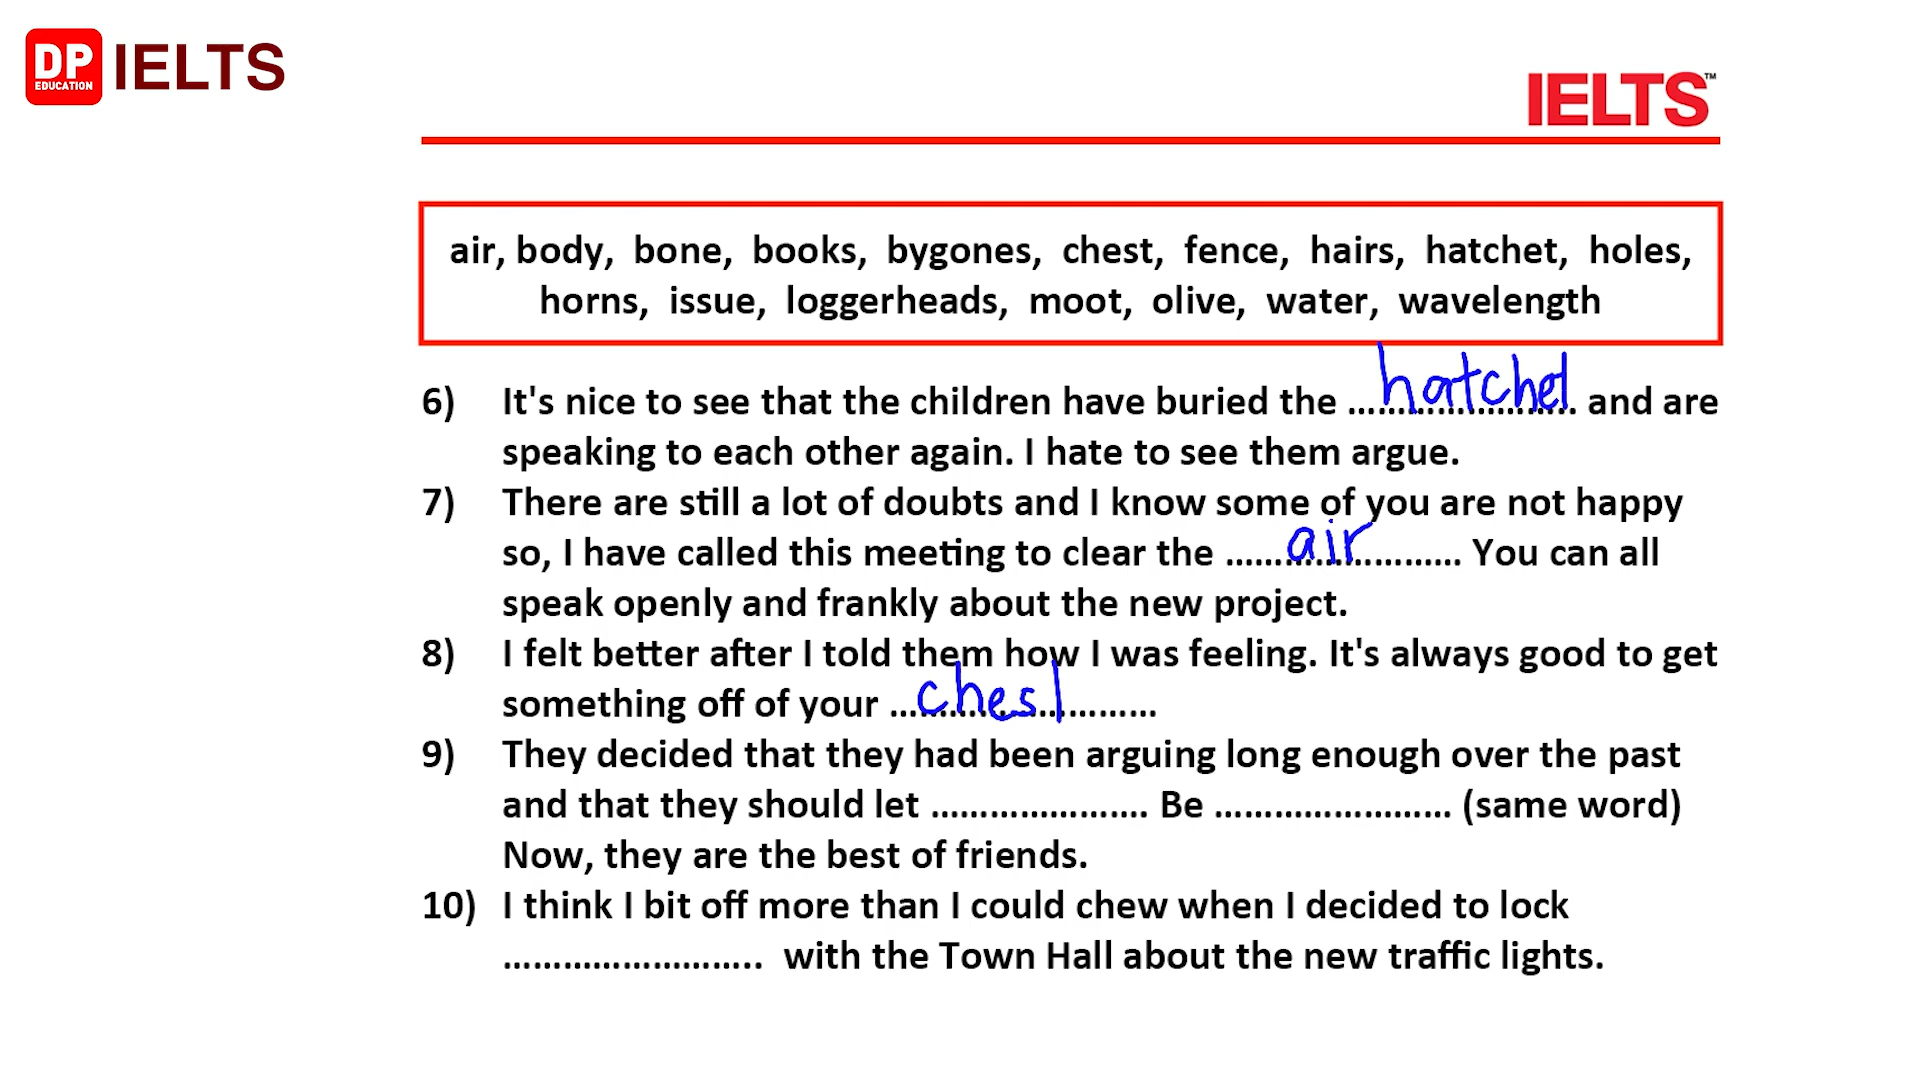 DP EDUCATION IELTS
IELTS™
air, body, bone, books, bygones, chest, fence, hairs, hatchet, holes,
horns, issue, loggerheads, moot, olive, water, wavelength
6) It's nice to see that the children have buried the ...hatchet... and are
speaking to each other again. I hate to see them argue.
7) There are still a lot of doubts and I know some of you are not happy
so, I have called this meeting to clear the ...air... You can all
speak openly and frankly about the new project.
8) I felt better after I told them how I was feeling. It's always good to get
something off of your ...chest...
9) They decided that they had been arguing long enough over the past
and that they should let ...................... Be ........................ (same word)
Now, they are the best of friends.
10) I think I bit off more than I could chew when I decided to lock
.......................... with the Town Hall about the new traffic lights.